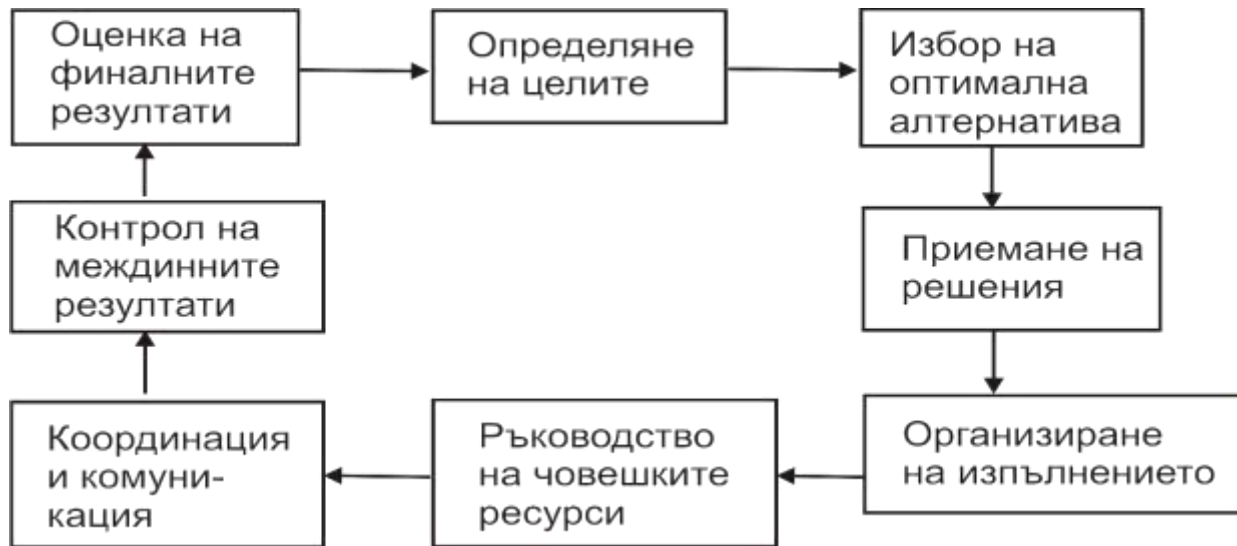 Оценка на
финалните
резултати
Определяне
на целите
Избор на
оптимална
алтернатива
Контрол на
междинните
резултати
Приемане на
решения
Координация
и комуни-
кация
Ръководство
на човешките
ресурси
Организиране
на изпълнението